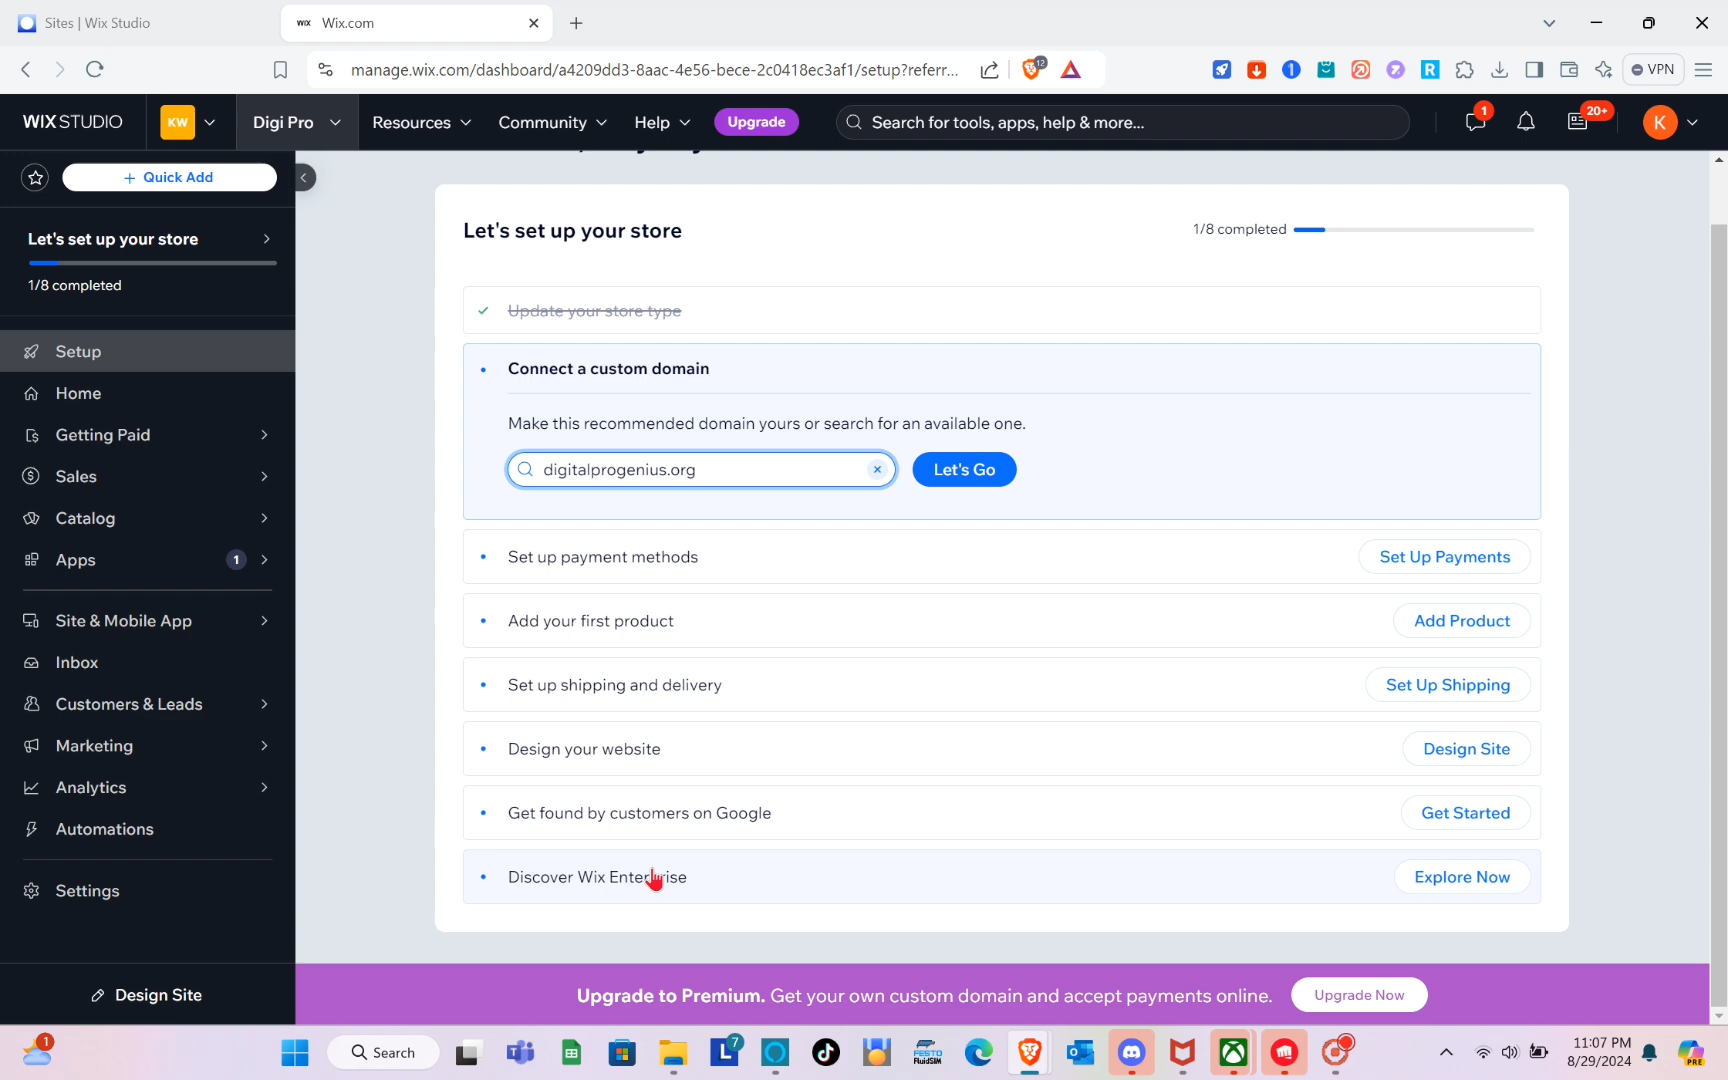 Sites | Wix Studio
WIX Wix.com
manage.wix.com/dashboard/a4209dd3-8aac-4e56-bece-2c0418ec3af1/setup?referr...
12
VPN
WIXSTUDIO
KW
Digi Pro
Resources
Community
Help
Upgrade
Search for tools, apps, help & more...
1
20+
K
+ Quick Add
Let's set up your store
1/8 completed
Setup
Home
Getting Paid
Sales
Catalog
Apps 1
Site & Mobile App
Inbox
Customers & Leads
Marketing
Analytics
Automations
Settings
Design Site
Let's set up your store
1/8 completed
Update your store type
Connect a custom domain
Make this recommended domain yours or search for an available one.
digitalprogenius.org
Let's Go
Set up payment methods
Set Up Payments
Add your first product
Add Product
Set up shipping and delivery
Set Up Shipping
Design your website
Design Site
Get found by customers on Google
Get Started
Discover Wix Enterprise
Explore Now
Upgrade to Premium. Get your own custom domain and accept payments online.
Upgrade Now
1
Search
L 7
FESTO
FluidSIM
11:07 PM
8/29/2024
PRE